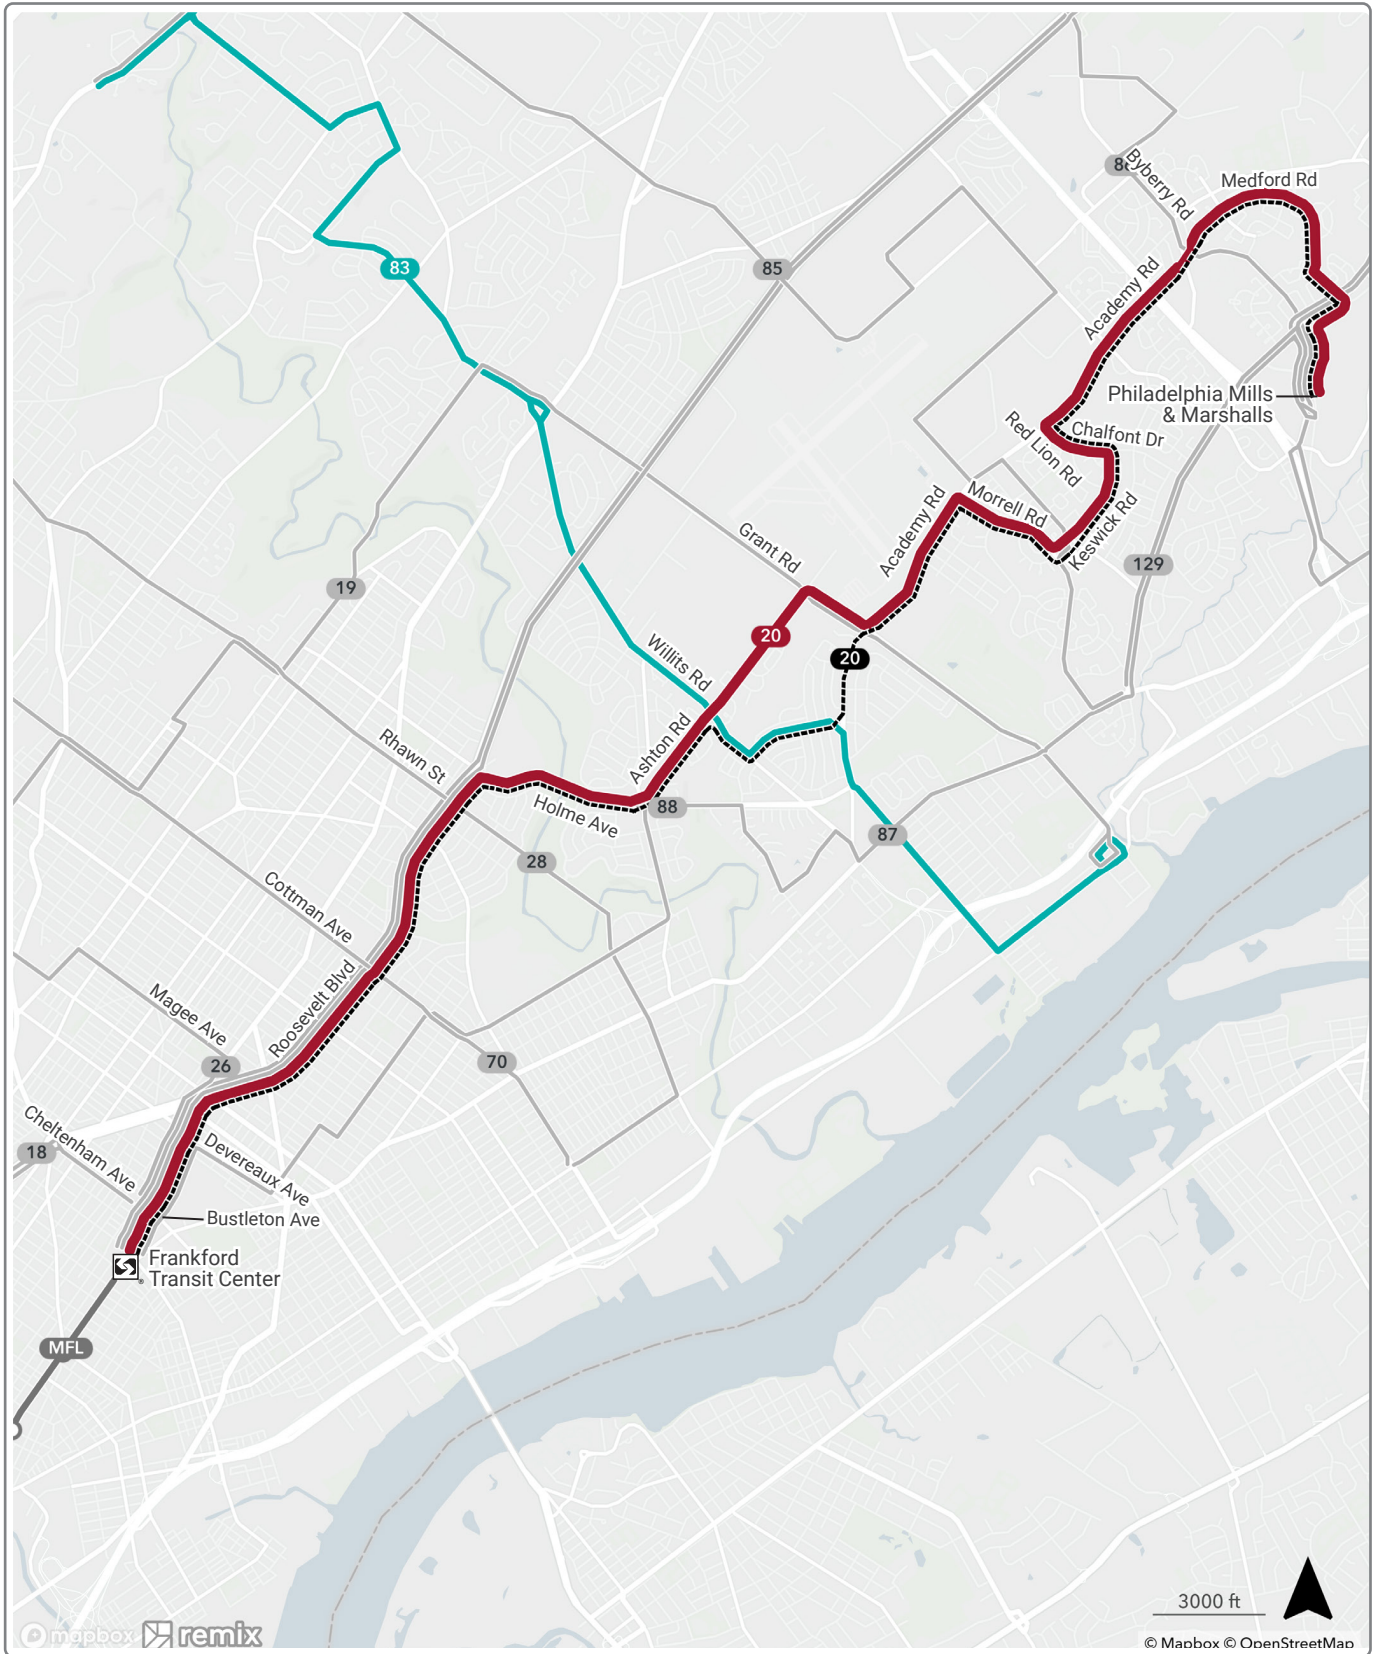 83
85
Byberry Rd
Medford Rd
Academy Rd
Philadelphia Mills
& Marshalls
Chalfont Dr
Red Lion Rd
Morrell Rd
Academy Rd
Keswick Rd
Grant Rd
129
19
20
20
Willits Rd
Ashton Rd
Rhawn St
Holme Ave
88
87
28
Cottman Ave
Roosevelt Blvd
Magee Ave
26
70
Cheltenham Ave
18
Devereaux Ave
Bustleton Ave
Frankford
Transit Center
MFL
3000 ft
mapbox remix
© Mapbox © OpenStreetMap